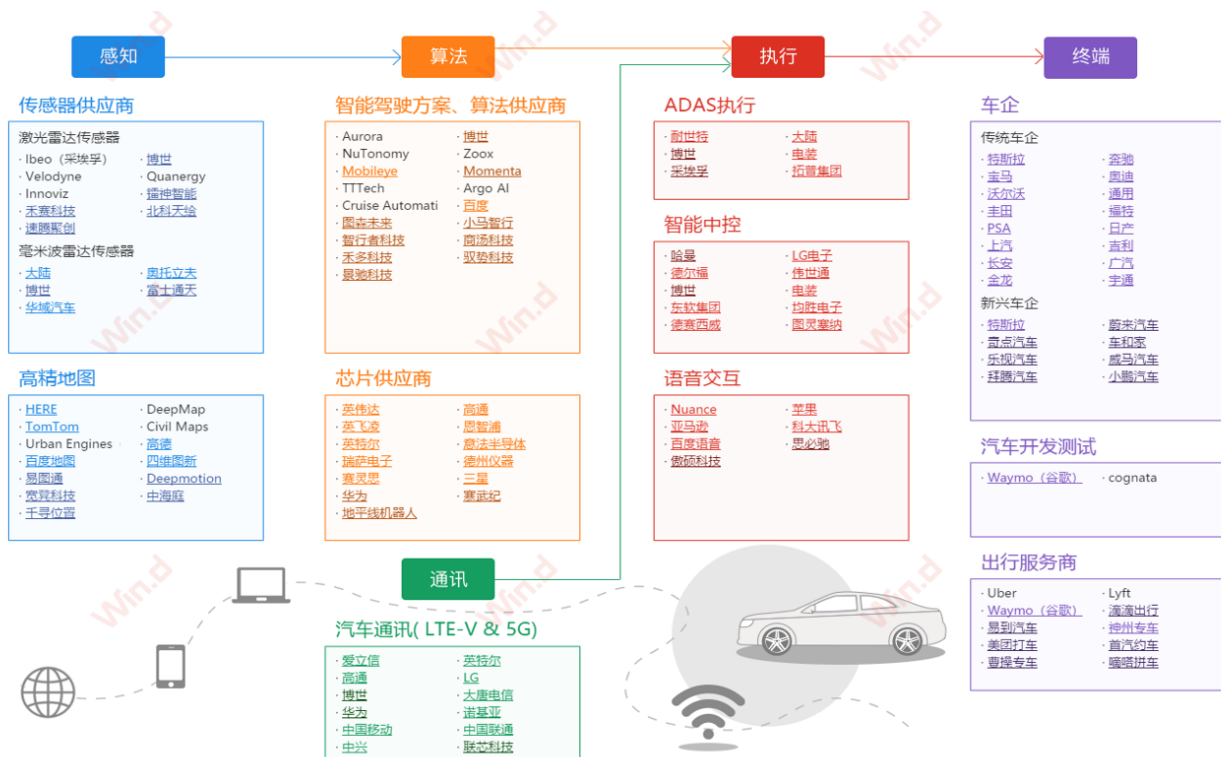 感知
算法
执行
终端
传感器供应商
激光雷达传感器
· Ibeo（采埃孚） · 博世
· Velodyne · Quanergy
· Innoviz · 镭神智能
· 禾赛科技 · 北科天绘
· 速腾聚创
毫米波雷达传感器
· 大陆 · 奥托立夫
· 博世 · 富士通天
· 华域汽车
高精地图
· HERE · DeepMap
· TomTom · Civil Maps
· Urban Engines · 高德
· 百度地图 · 四维图新
· 易图通 · Deepmotion
· 宽凳科技 · 中海庭
· 千寻位置
智能驾驶方案、算法供应商
· Aurora · 博世
· NuTonomy · Zoox
· Mobileye · Momenta
· TTTech · Argo AI
· Cruise Automati · 百度
· 图森未来 · 小马智行
· 智行者科技 · 商汤科技
· 禾多科技 · 驭势科技
· 景驰科技
芯片供应商
· 英伟达 · 高通
· 英飞凌 · 恩智浦
· 英特尔 · 意法半导体
· 瑞萨电子 · 德州仪器
· 赛灵思 · 三星
· 华为 · 寒武纪
· 地平线机器人
通讯
汽车通讯( LTE-V & 5G)
· 爱立信 · 英特尔
· 高通 · LG
· 博世 · 大唐电信
· 华为 · 诺基亚
· 中国移动 · 中国联通
· 中兴 · 联芯科技
ADAS执行
· 耐世特 · 大陆
· 博世 · 电装
· 采埃孚 · 拓普集团
智能中控
· 哈曼 · LG电子
· 德尔福 · 伟世通
· 博世 · 电装
· 东软集团 · 均胜电子
· 德赛西威 · 图灵塞纳
语音交互
· Nuance · 苹果
· 亚马逊 · 科大讯飞
· 百度语音 · 思必驰
· 傲硕科技
车企
传统车企
· 特斯拉 · 奔驰
· 宝马 · 奥迪
· 沃尔沃 · 通用
· 丰田 · 福特
· PSA · 日产
· 上汽 · 吉利
· 长安 · 广汽
· 金龙 · 宇通
新兴车企
· 特斯拉 · 蔚来汽车
· 奇点汽车 · 车和家
· 乐视汽车 · 威马汽车
· 拜腾汽车 · 小鹏汽车
汽车开发测试
· Waymo（谷歌） · cognata
出行服务商
· Uber · Lyft
· Waymo（谷歌） · 滴滴出行
· 易到汽车 · 神州专车
· 美团打车 · 首汽约车
· 曹操专车 · 嘀嗒拼车
Win.d
Win.d
Win.d
Win.d
Win.d
Win.d
Win.d
Win.d